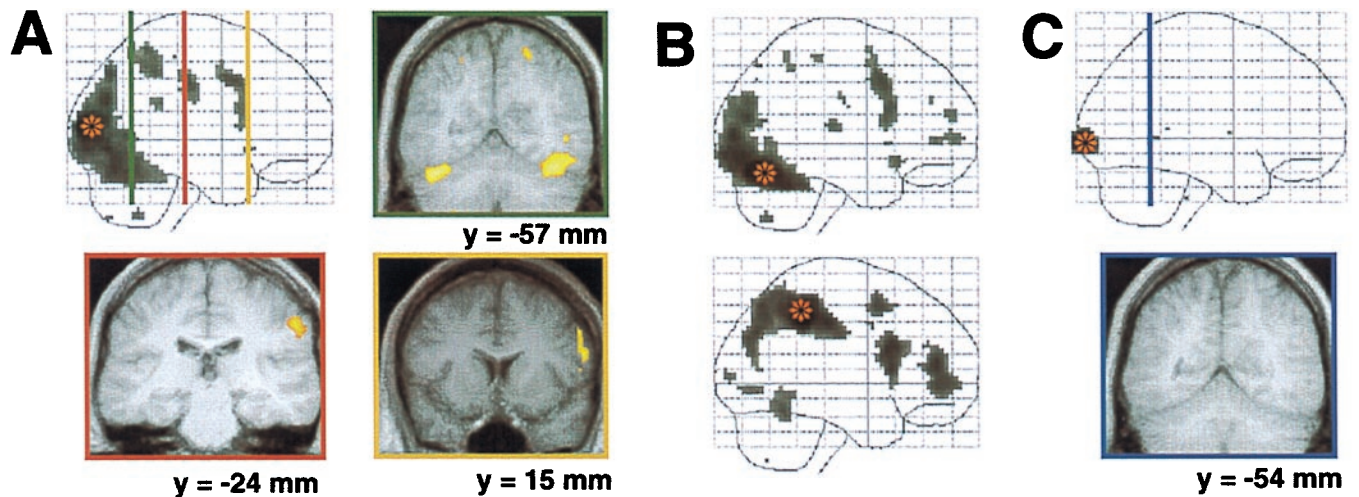 A
B
C
y = -57 mm
y = -24 mm
y = 15 mm
y = -54 mm